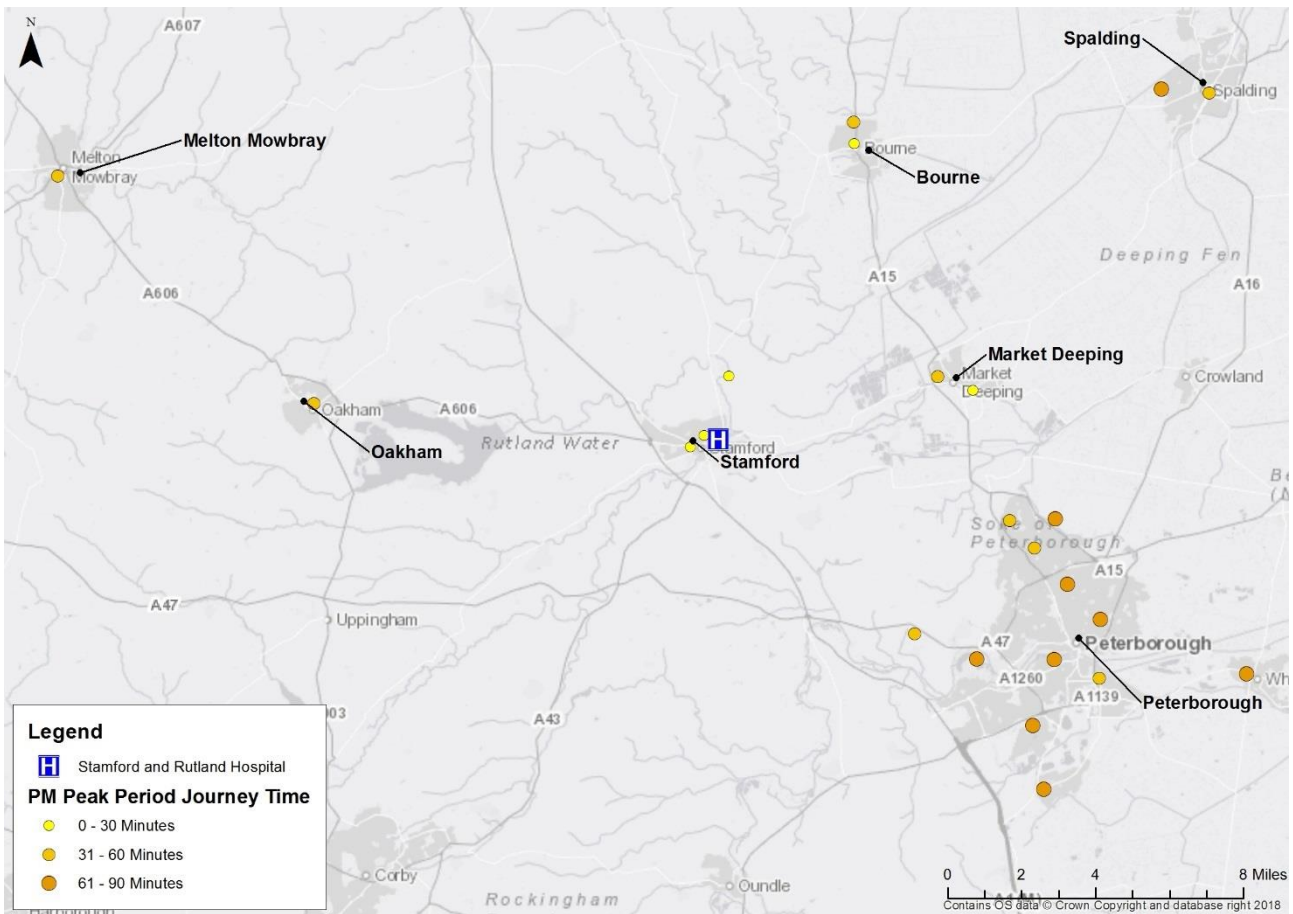 N
A607
Spalding
Spalding
Melton Mowbray
Melton
Mowbray
Bourne
Bourne
Deeping Fen
A15
A16
A606
Market Deeping
Market
Deeping
Crowland
Oakham
A606
Rutland Water
Oakham
H
Stamford
Stamford
Soke of
Peterborough
A15
A47
Uppingham
A47
Peterborough
A1260
A1139
Peterborough
A43
Corby
Rockingham
Oundle
Legend
H Stamford and Rutland Hospital
PM Peak Period Journey Time
0 - 30 Minutes
31 - 60 Minutes
61 - 90 Minutes
0 2 4 8 Miles
Contains OS data © Crown Copyright and database right 2018